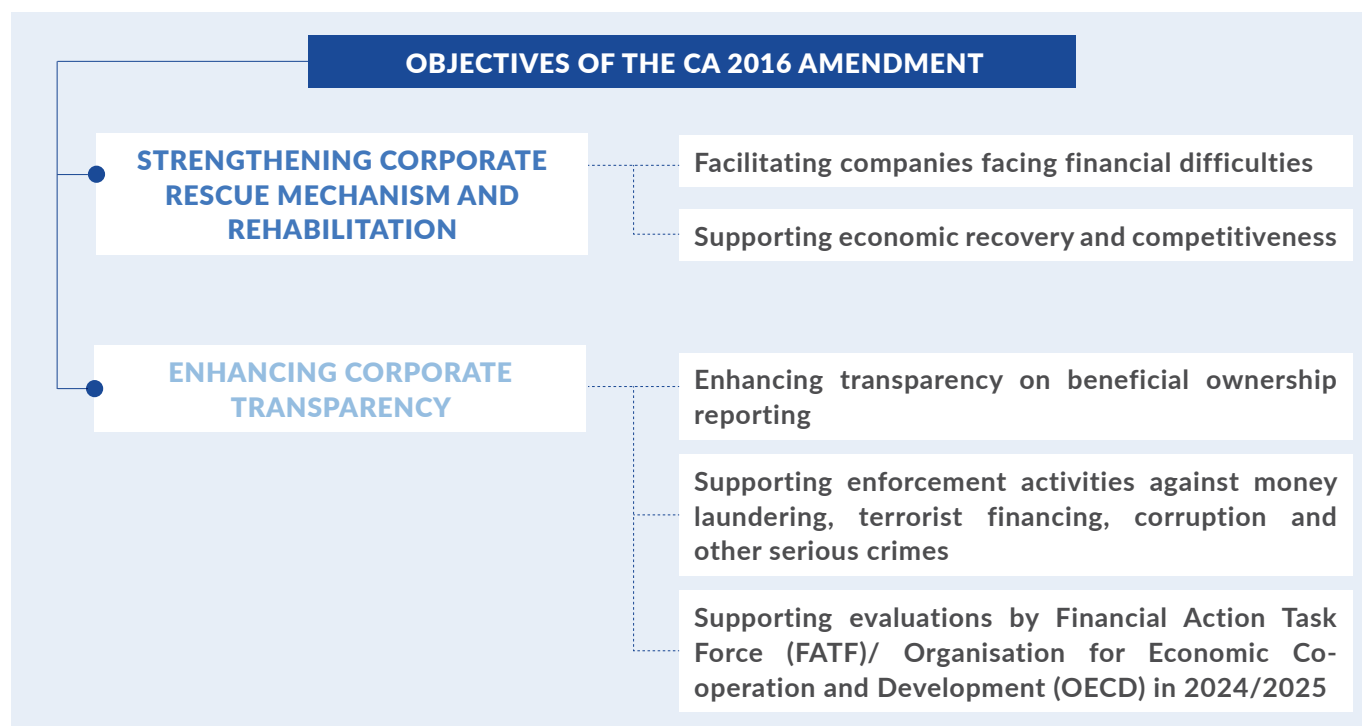 OBJECTIVES OF THE CA 2016 AMENDMENT
STRENGTHENING CORPORATE
RESCUE MECHANISM AND
REHABILITATION
Facilitating companies facing financial difficulties
Supporting economic recovery and competitiveness
ENHANCING CORPORATE
TRANSPARENCY
Enhancing transparency on beneficial ownership
reporting
Supporting enforcement activities against money
laundering, terrorist financing, corruption and
other serious crimes
Supporting evaluations by Financial Action Task
Force (FATF)/ Organisation for Economic Co-
operation and Development (OECD) in 2024/2025